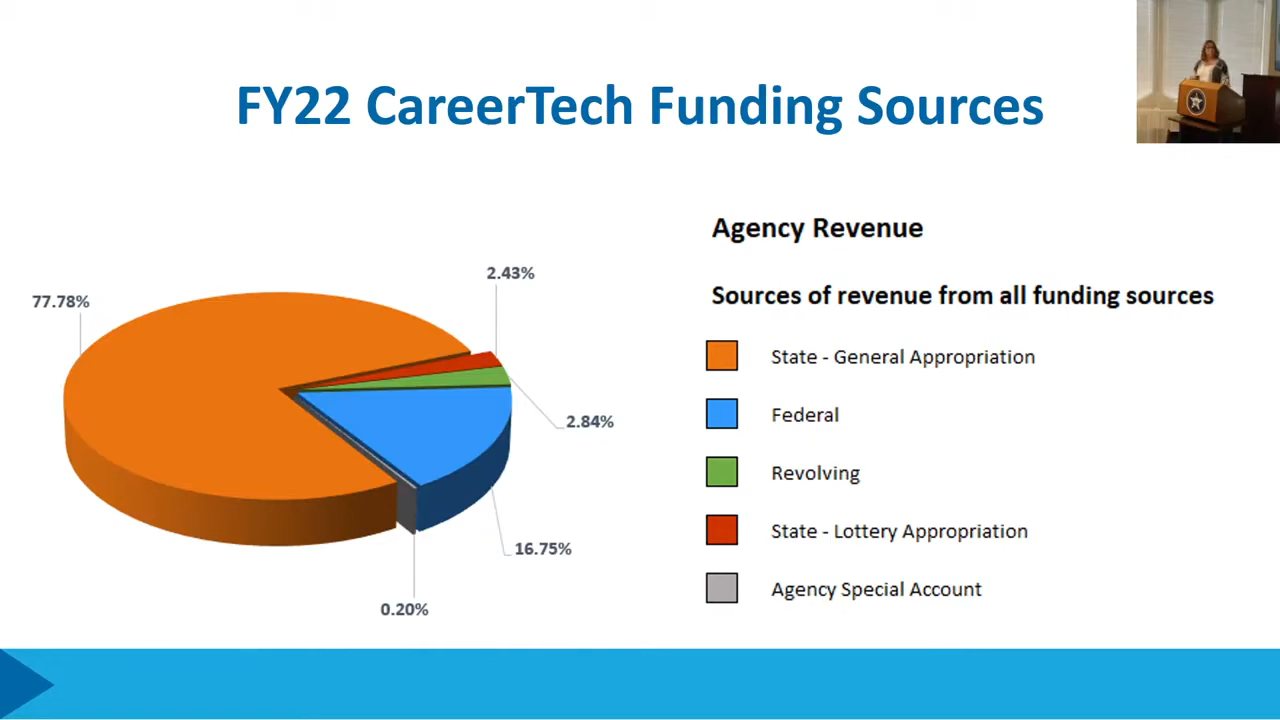 FY22 CareerTech Funding Sources
Agency Revenue
Sources of revenue from all funding sources
State - General Appropriation
Federal
Revolving
State - Lottery Appropriation
Agency Special Account
77.78%
2.43%
2.84%
16.75%
0.20%